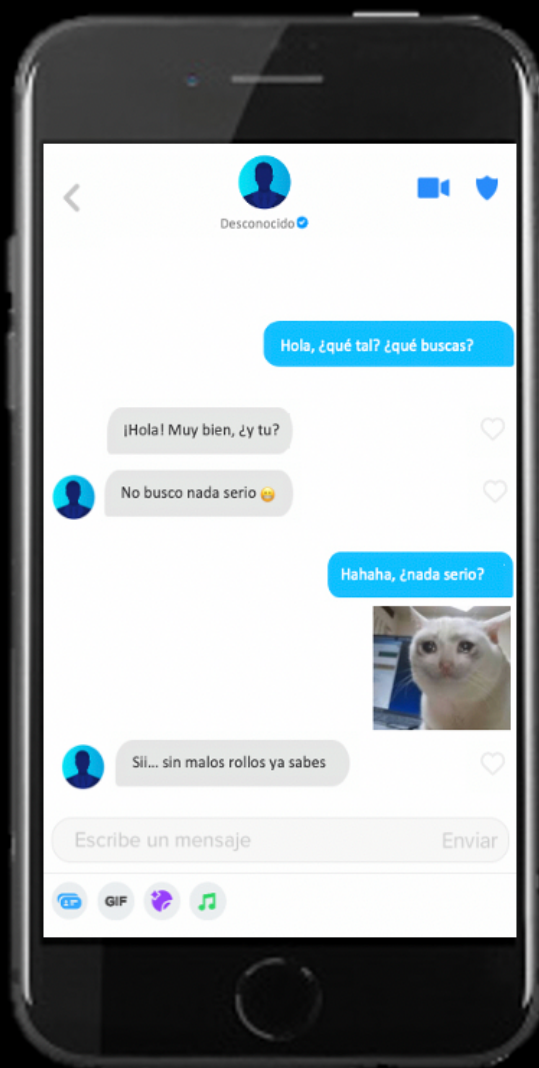 Desconocido
Hola, ¿qué tal? ¿qué buscas?
¡Hola! Muy bien, ¿y tu?
No busco nada serio 😁
Hahaha, ¿nada serio?
Sii... sin malos rollos ya sabes
Escribe un mensaje
Enviar
GIF